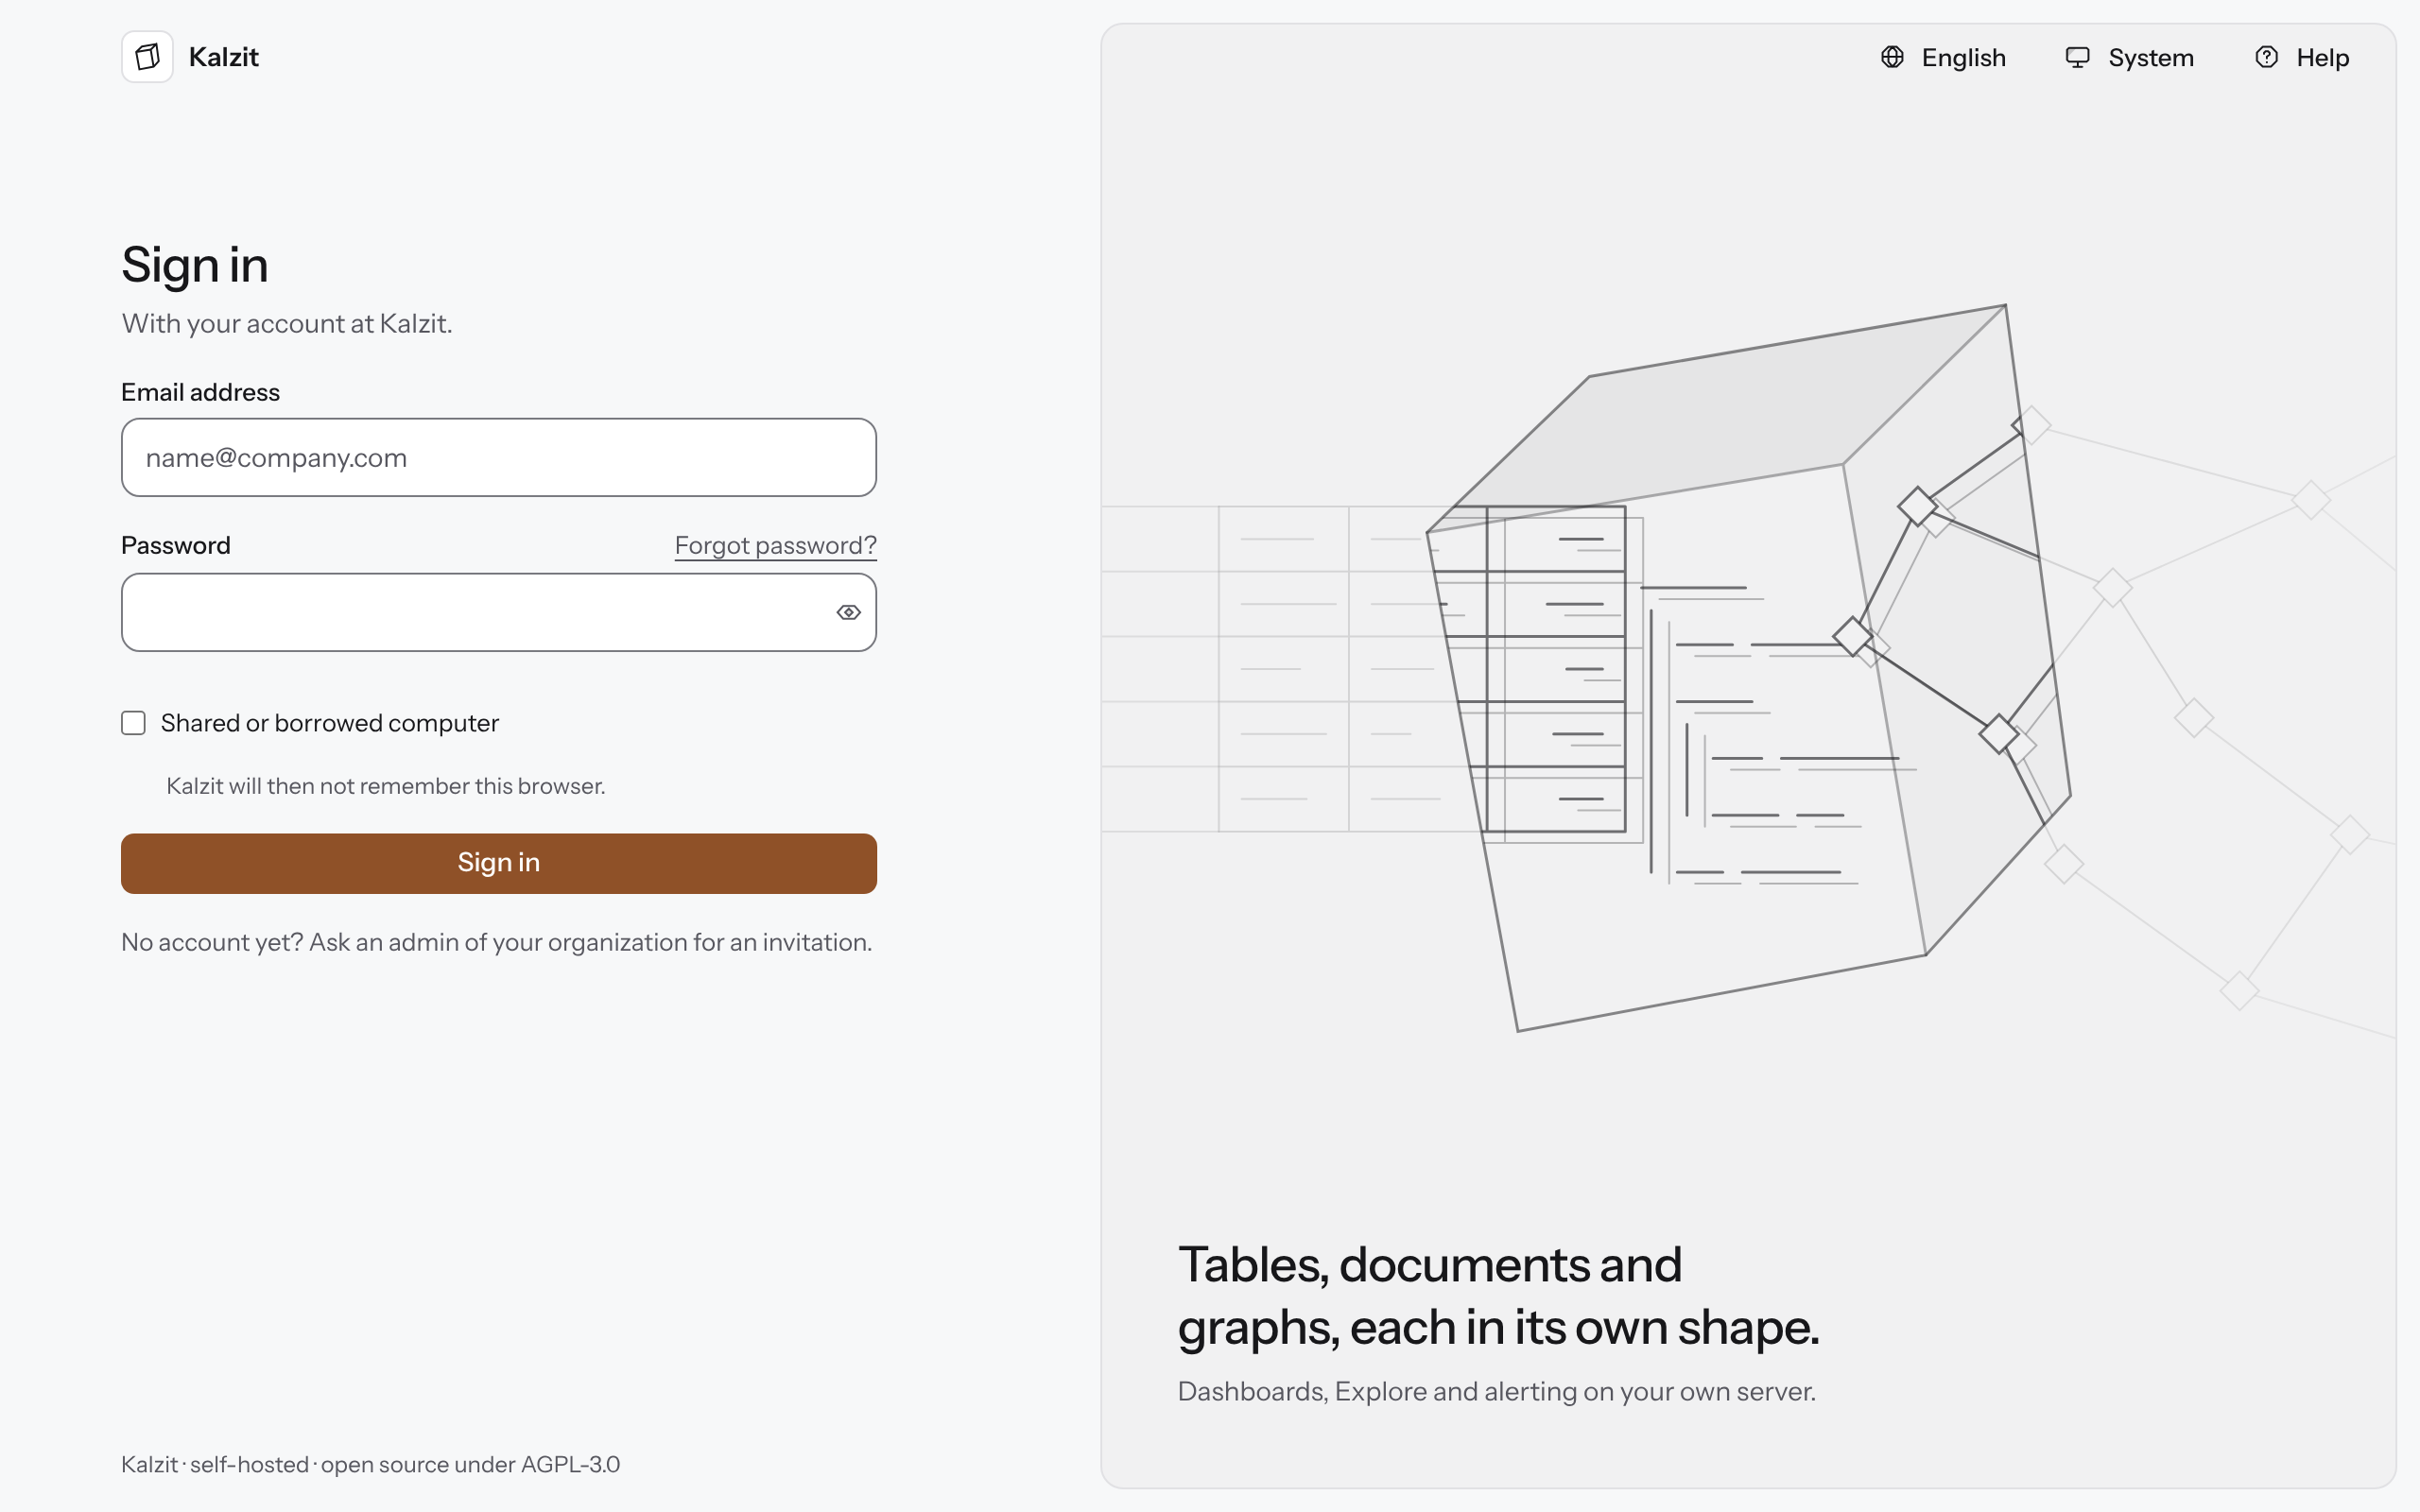 Kalzit
English
System
Help
Sign in
With your account at Kalzit.
Email address
name@company.com
Password
Forgot password?
Shared or borrowed computer
Kalzit will then not remember this browser.
Sign in
No account yet? Ask an admin of your organization for an invitation.
Tables, documents and
graphs, each in its own shape.
Dashboards, Explore and alerting on your own server.
Kalzit · self-hosted · open source under AGPL-3.0